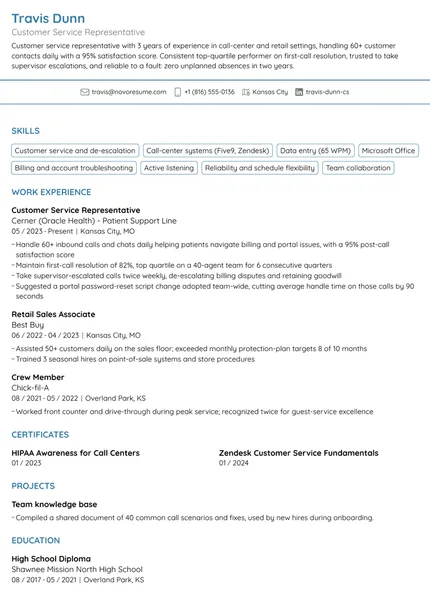 Travis Dunn
Customer Service Representative
Customer service representative with 3 years of experience in call-center and retail settings, handling 60+ customer
contacts daily with a 95% satisfaction score. Consistent top-quartile performer on first-call resolution, trusted to take
supervisor escalations, and reliable to a fault: zero unplanned absences in two years.
travis@novoresume.com +1 (816) 555-0136 Kansas City travis-dunn-cs
SKILLS
Customer service and de-escalation Call-center systems (Five9, Zendesk) Data entry (65 WPM) Microsoft Office
Billing and account troubleshooting Active listening Reliability and schedule flexibility Team collaboration
WORK EXPERIENCE
Customer Service Representative
Cerner (Oracle Health) - Patient Support Line
05 / 2023 - Present | Kansas City, MO
– Handle 60+ inbound calls and chats daily helping patients navigate billing and portal issues, with a 95% post-call
satisfaction score
– Maintain first-call resolution of 82%, top quartile on a 40-agent team for 6 consecutive quarters
– Take supervisor-escalated calls twice weekly, de-escalating billing disputes and retaining goodwill
– Suggested a portal password-reset script change adopted team-wide, cutting average handle time on those calls by 90
seconds
Retail Sales Associate
Best Buy
06 / 2022 - 04 / 2023 | Kansas City, MO
– Assisted 50+ customers daily on the sales floor; exceeded monthly protection-plan targets 8 of 10 months
– Trained 3 seasonal hires on point-of-sale systems and store procedures
Crew Member
Chick-fil-A
08 / 2021 - 05 / 2022 | Overland Park, KS
– Worked front counter and drive-through during peak service; recognized twice for guest-service excellence
CERTIFICATES
HIPAA Awareness for Call Centers Zendesk Customer Service Fundamentals
01 / 2023 01 / 2024
PROJECTS
Team knowledge base
– Compiled a shared document of 40 common call scenarios and fixes, used by new hires during onboarding.
EDUCATION
High School Diploma
Shawnee Mission North High School
08 / 2017 - 05 / 2021 | Overland Park, KS